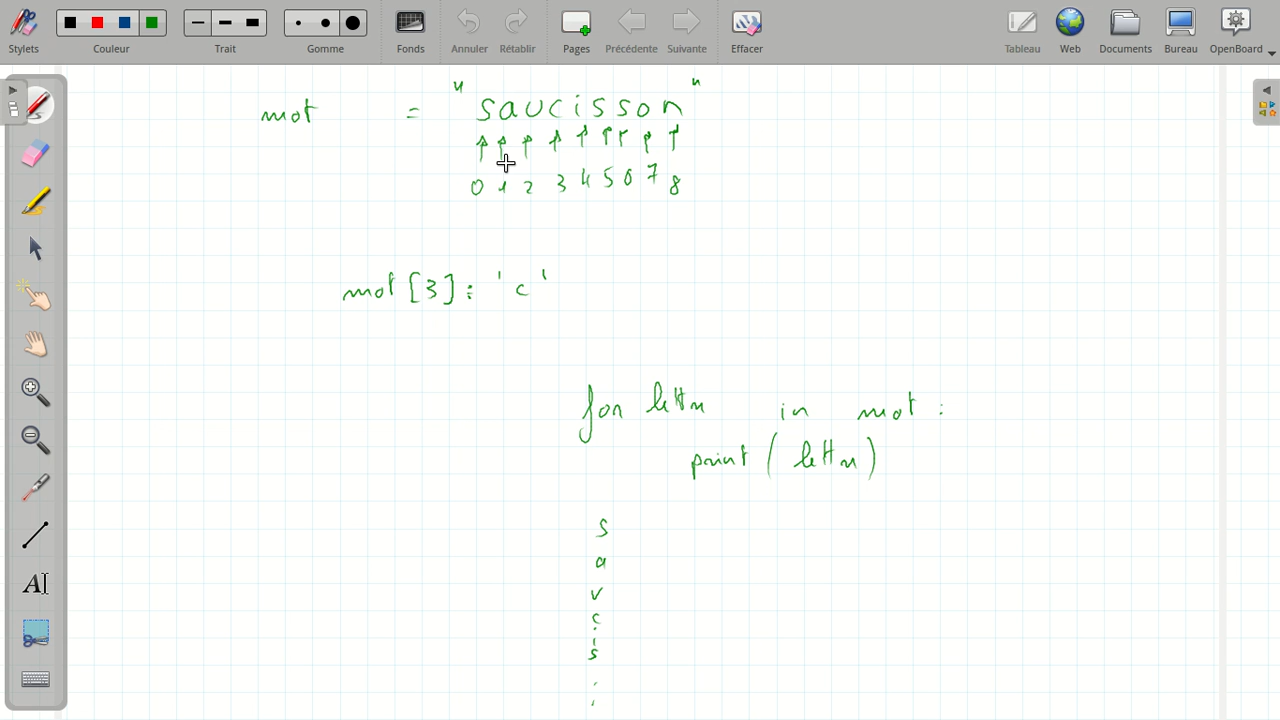 Stylets Couleur Trait Gomme Fonds Annuler Rétablir Pages Précédente Suivante Effacer Tableau Web Documents Bureau OpenBoard
mot = "saucisson"
0 1 2 3 4 5 6 7 8
mot [3] : 'c'
for lettre in mot :
print ( lettre )
s
a
u
c
i
s
: